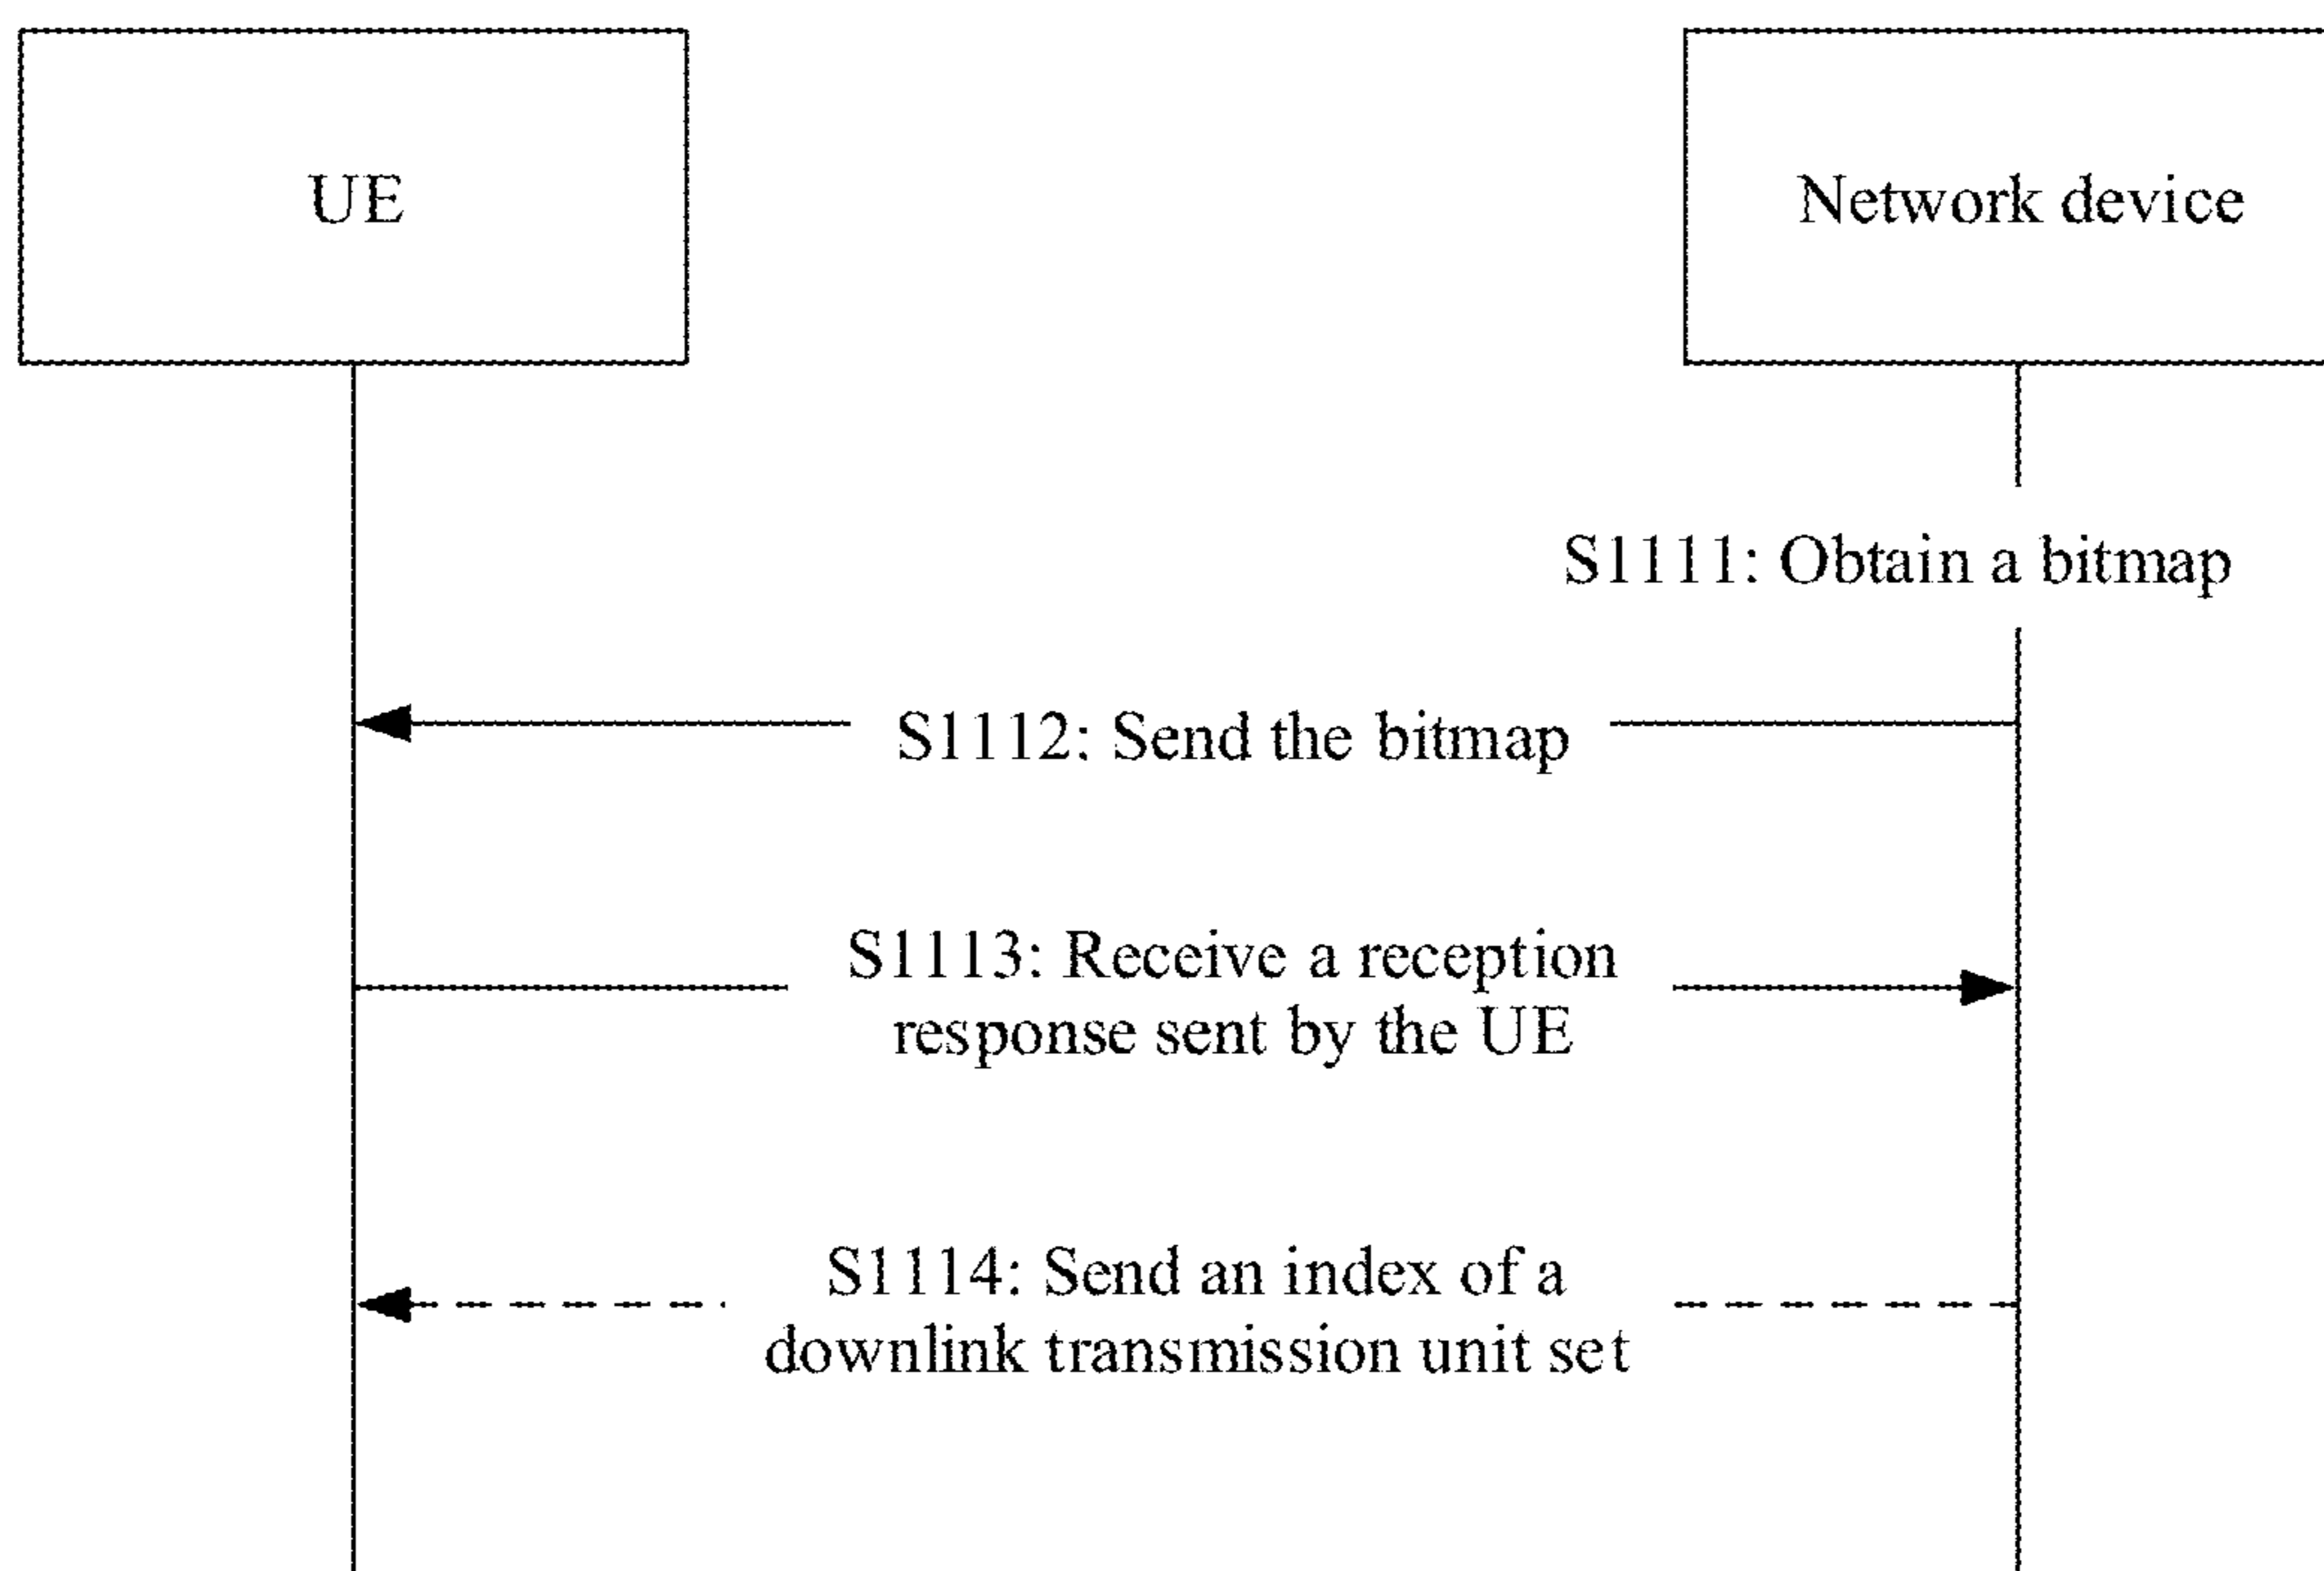 UE
Network device
S1111: Obtain a bitmap
S1112: Send the bitmap
S1113: Receive a reception
response sent by the UE
S1114: Send an index of a
downlink transmission unit set